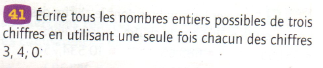 41 Écrire tous les nombres entiers possibles de trois
chiffres en utilisant une seule fois chacun des chiffres
3, 4, 0: